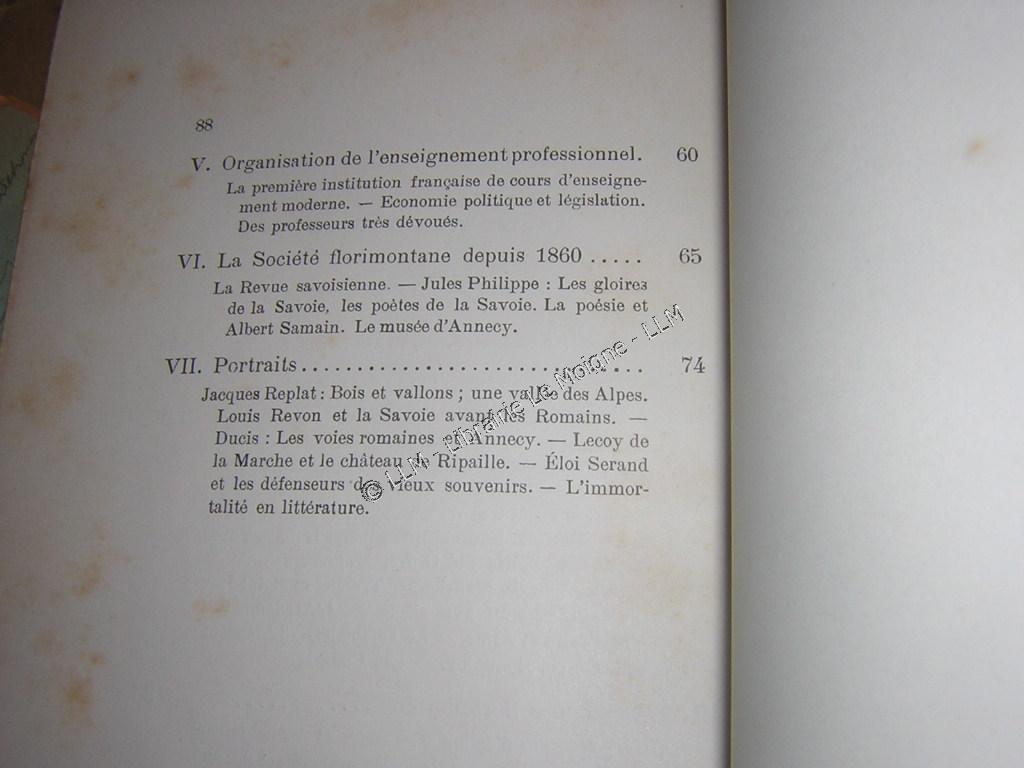 88
V. Organisation de l'enseignement professionnel. 60
La première institution française de cours d'enseigne-
ment moderne. — Economie politique et législation.
Des professeurs très dévoués.
VI. La Société florimontane depuis 1860 ..... 65
La Revue savoisienne. — Jules Philippe : Les gloires
de la Savoie, les poètes de la Savoie. La poésie et
Albert Samain. Le musée d'Annecy.
VII. Portraits............................... 74
Jacques Replat : Bois et vallons ; une vallée des Alpes.
Louis Revon et la Savoie avant les Romains. —
Ducis : Les voies romaines en Annecy. — Lecoy de
la Marche et le château de Ripaille. — Éloi Serand
et les défenseurs des vieux souvenirs. — L'immor-
talité en littérature.
© LLM - Librairie Le Moigne - LLM